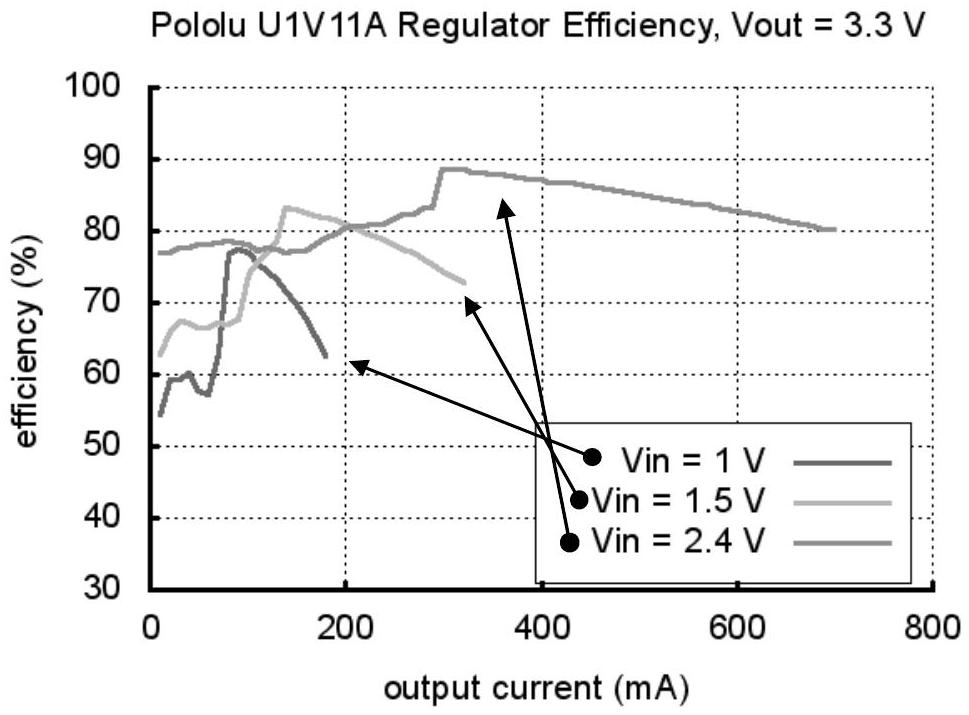 Pololu U1V11A Regulator Efficiency, Vout = 3.3 V
100
90
80
70
60
50
40
30
efficiency (%)
Vin = 1 V
Vin = 1.5 V
Vin = 2.4 V
0 200 400 600 800
output current (mA)